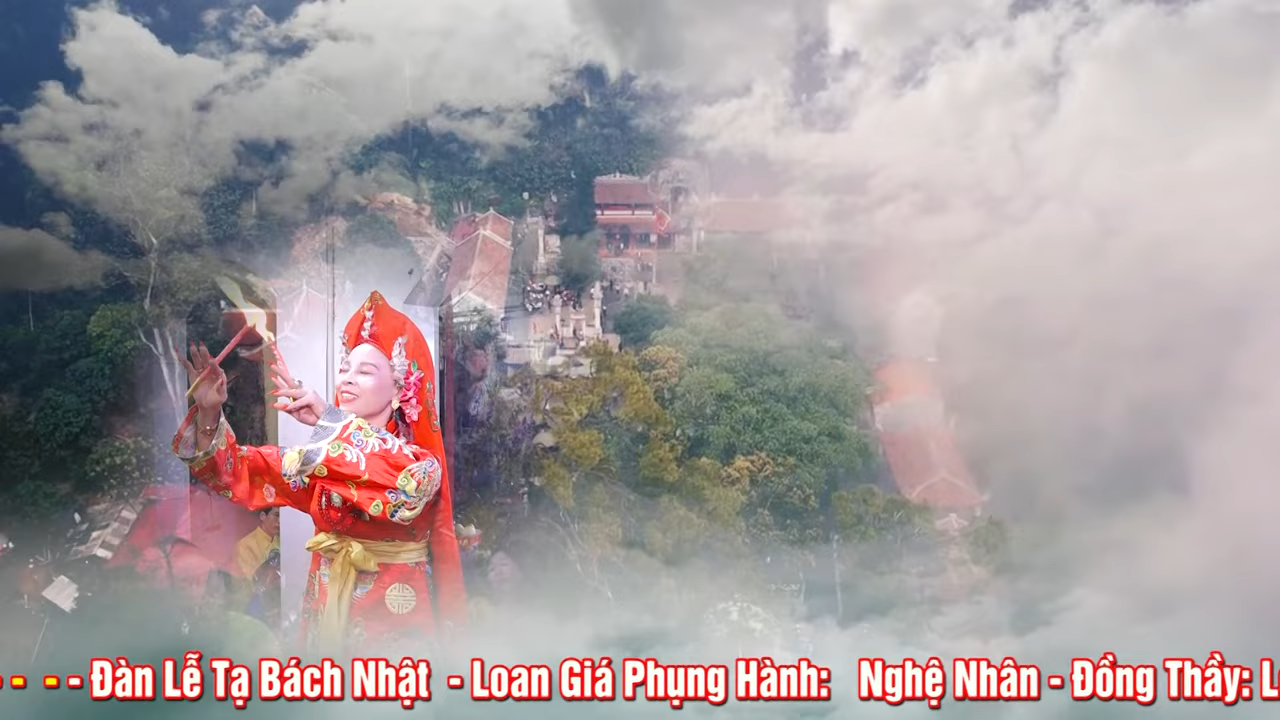 - - - Đàn Lễ Tạ Bách Nhật - Loan Giá Phụng Hành: Nghệ Nhân - Đồng Thầy: